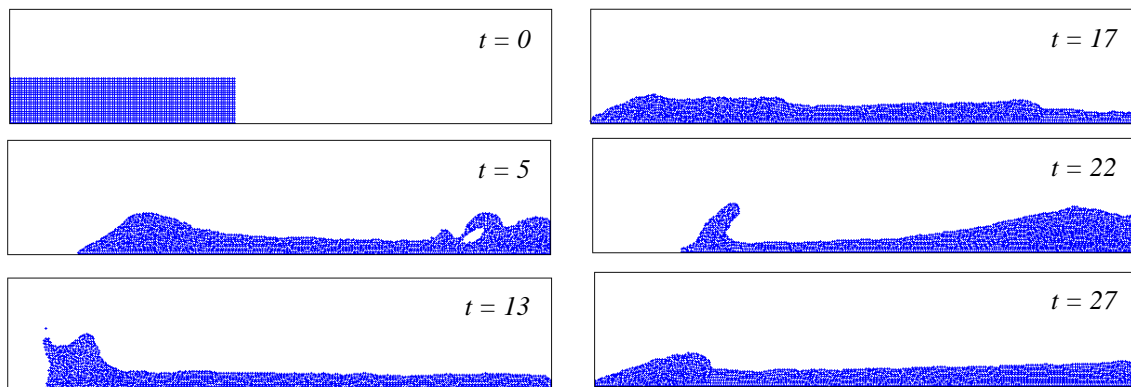 t = 0
t = 17
t = 5
t = 22
t = 13
t = 27